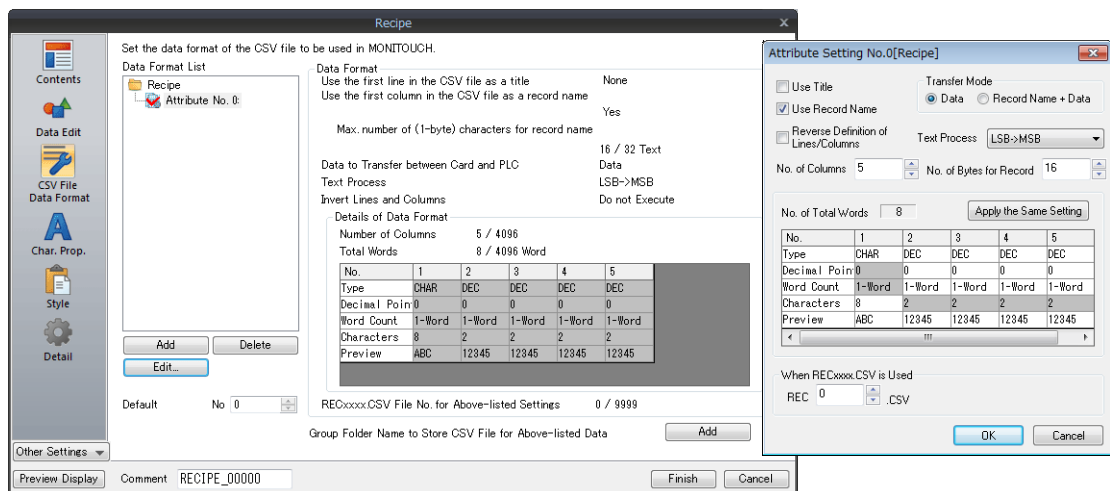 Recipe
Contents
Data Edit
CSV File
Data Format
Char. Prop.
Style
Detail
Other Settings
Preview Display
Set the data format of the CSV file to be used in MONITOUCH.
Data Format List
Recipe
Attribute No. 0:
Add
Delete
Edit...
Default No 0
Data Format
Use the first line in the CSV file as a title None
Use the first column in the CSV file as a record name
Yes
Max. number of (1-byte) characters for record name
16 / 32 Text
Data to Transfer between Card and PLC Data
Text Process LSB->MSB
Invert Lines and Columns Do not Execute
Details of Data Format
Number of Columns 5 / 4096
Total Words 8 / 4096 Word
No. 1 2 3 4 5
Type CHAR DEC DEC DEC DEC
Decimal Poin 0 0 0 0 0
Word Count 1-Word 1-Word 1-Word 1-Word 1-Word
Characters 8 2 2 2 2
Preview ABC 12345 12345 12345 12345
RECxxxx.CSV File No. for Above-listed Settings 0 / 9999
Group Folder Name to Store CSV File for Above-listed Data Add
Comment RECIPE_00000
Finish Cancel
Attribute Setting No.0[Recipe]
Use Title
Use Record Name
Reverse Definition of
Lines/Columns
Transfer Mode
Data Record Name + Data
Text Process LSB->MSB
No. of Columns 5 No. of Bytes for Record 16
No. of Total Words 8 Apply the Same Setting
No. 1 2 3 4 5
Type CHAR DEC DEC DEC DEC
Decimal Poin 0 0 0 0 0
Word Count 1-Word 1-Word 1-Word 1-Word 1-Word
Characters 8 2 2 2 2
Preview ABC 12345 12345 12345 12345
When RECxxxx.CSV is Used
REC 0 .CSV
OK Cancel